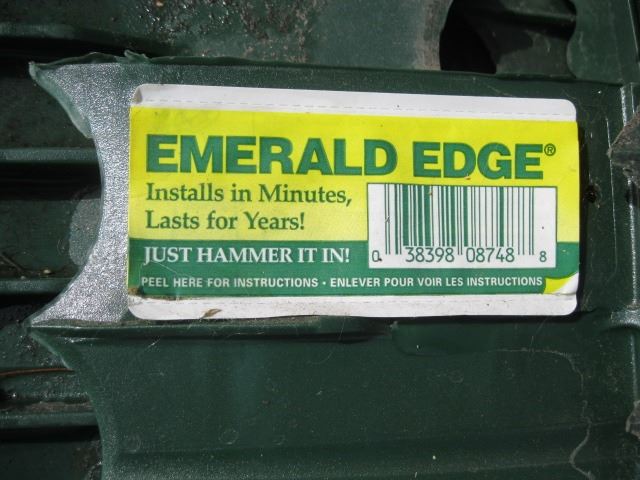 EMERALD EDGE®
Installs in Minutes,
Lasts for Years!
JUST HAMMER IT IN!
0 38398 08748 8
PEEL HERE FOR INSTRUCTIONS • ENLEVER POUR VOIR LES INSTRUCTIONS